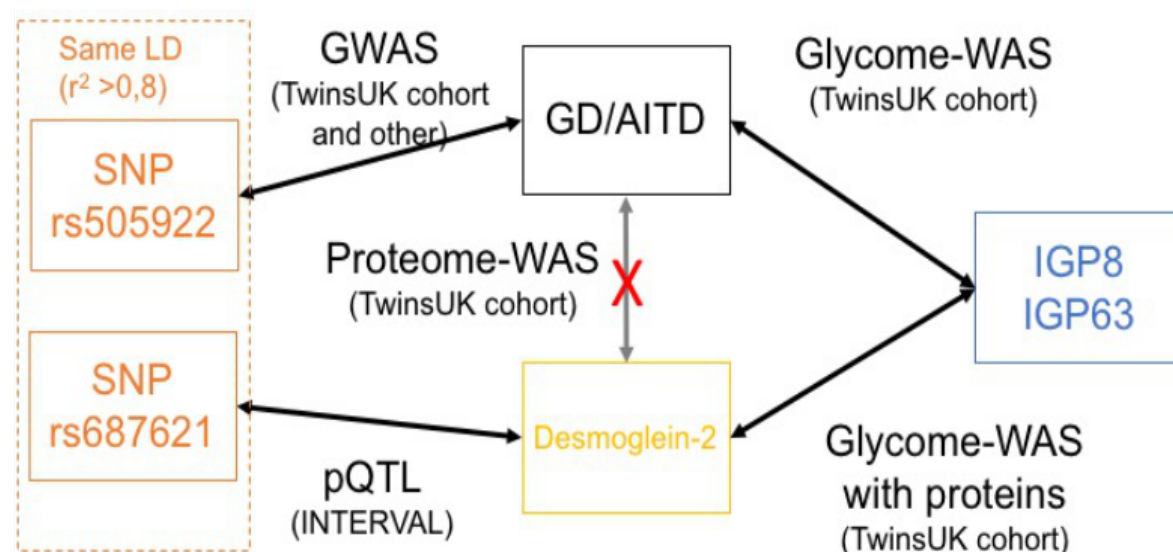 Same LD
(r² >0,8)
SNP
rs505922
SNP
rs687621
GWAS
(TwinsUK cohort
and other)
GD/AITD
Glycome-WAS
(TwinsUK cohort)
Proteome-WAS
(TwinsUK cohort)
X
IGP8
IGP63
Desmoglein-2
pQTL
(INTERVAL)
Glycome-WAS
with proteins
(TwinsUK cohort)